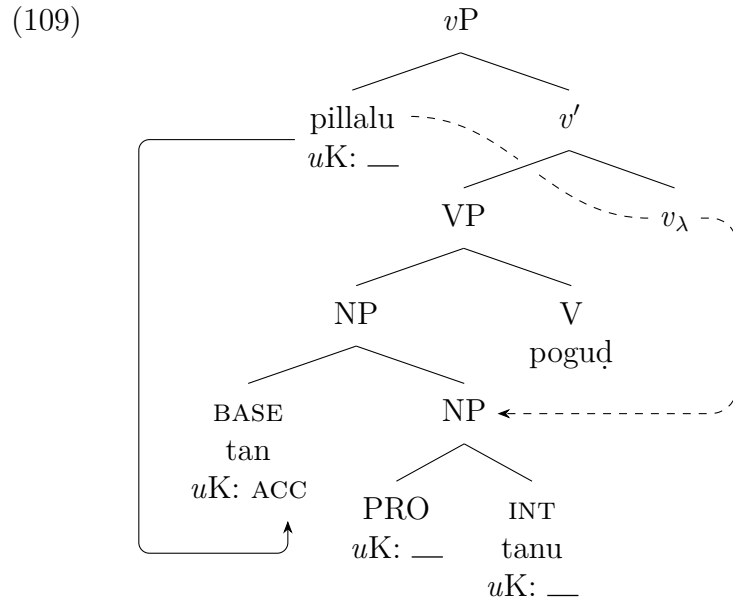 (109)
vP
pillalu
uK: __
v′
VP
v_λ
NP
V
poguḍ
BASE
tan
uK: ACC
NP
PRO
uK: __
INT
tanu
uK: __